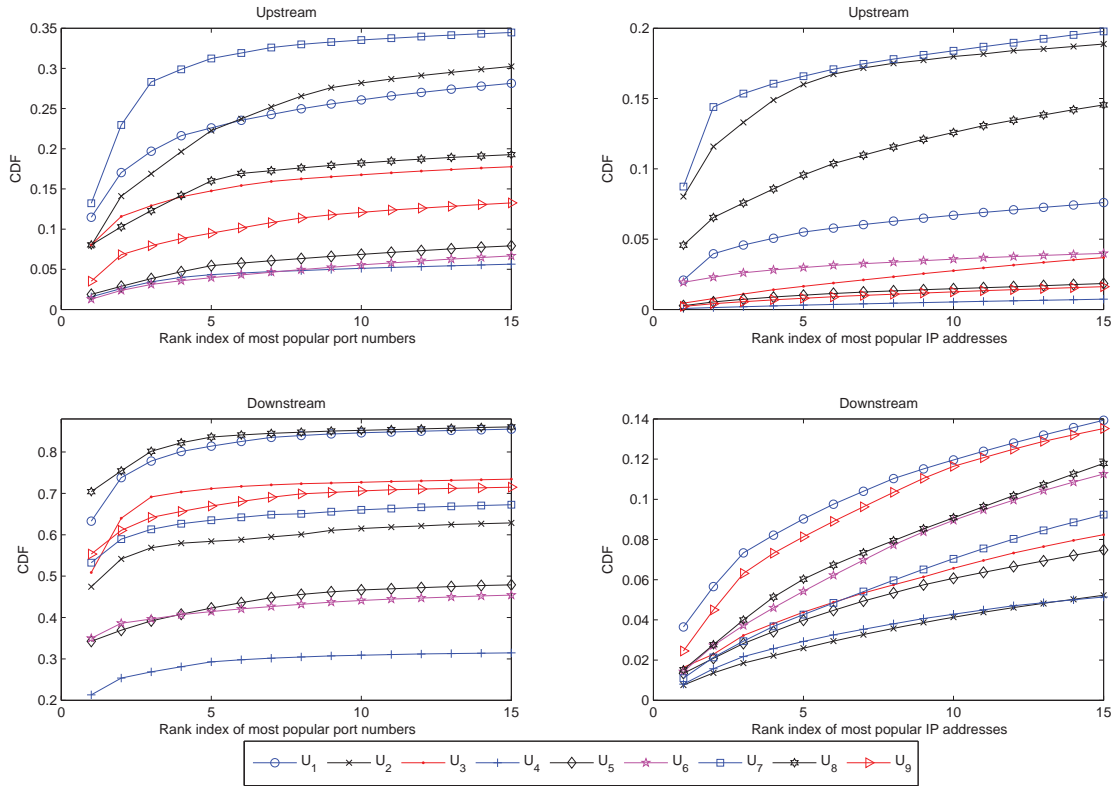 Upstream
0.35
0.3
0.25
0.2
0.15
0.1
0.05
0
CDF
0 5 10 15
Rank index of most popular port numbers
Upstream
0.2
0.15
0.1
0.05
0
CDF
0 5 10 15
Rank index of most popular IP addresses
Downstream
0.8
0.7
0.6
0.5
0.4
0.3
0.2
CDF
0 5 10 15
Rank index of most popular port numbers
Downstream
0.14
0.12
0.1
0.08
0.06
0.04
0.02
0
CDF
0 5 10 15
Rank index of most popular IP addresses
U1 U2 U3 U4 U5 U6 U7 U8 U9